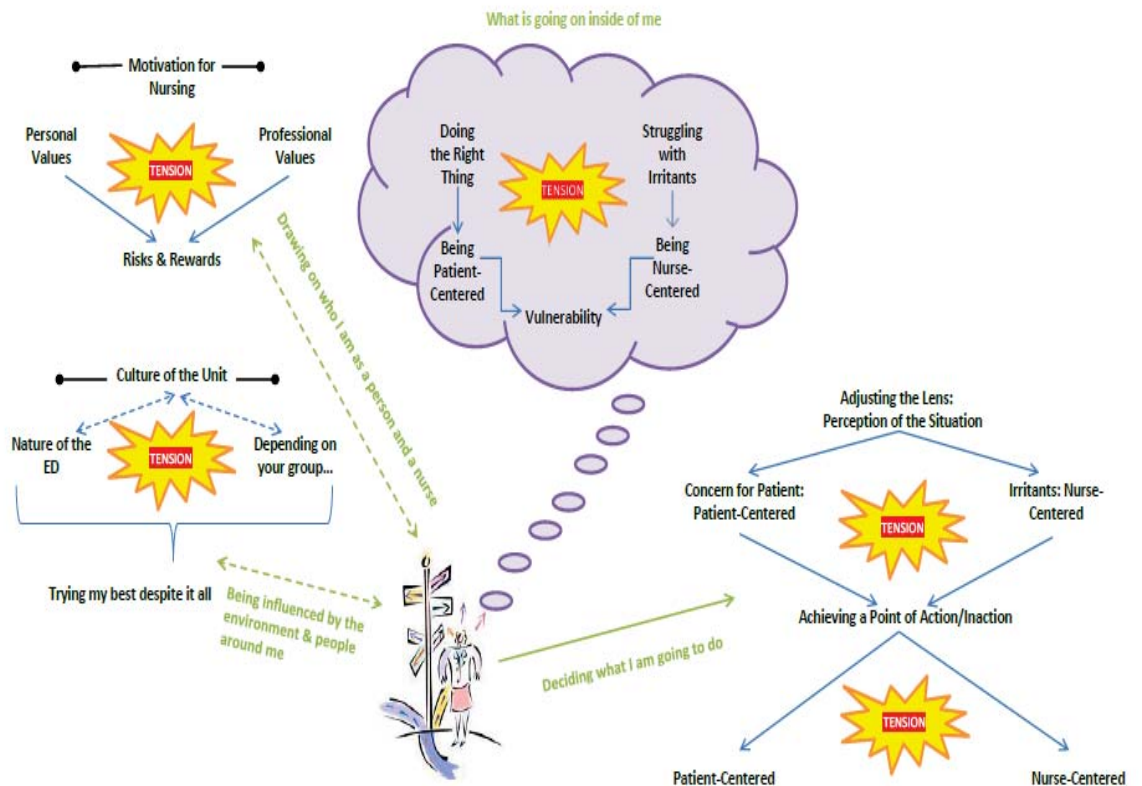 What is going on inside of me
Motivation for
Nursing
Personal
Values
TENSION
Professional
Values
Risks & Rewards
Doing
the Right
Thing
TENSION
Struggling
with
Irritants
Being
Patient-
Centered
Being
Nurse-
Centered
Vulnerability
Drawing on who I am as a person and a nurse
Culture of the Unit
Nature of the
ED
TENSION
Depending on
your group...
Trying my best despite it all
Being influenced by the
environment & people
around me
Deciding what I am going to do
Adjusting the Lens:
Perception of the Situation
Concern for Patient:
Patient-Centered
TENSION
Irritants: Nurse-
Centered
Achieving a Point of Action/Inaction
TENSION
Patient-Centered
Nurse-Centered